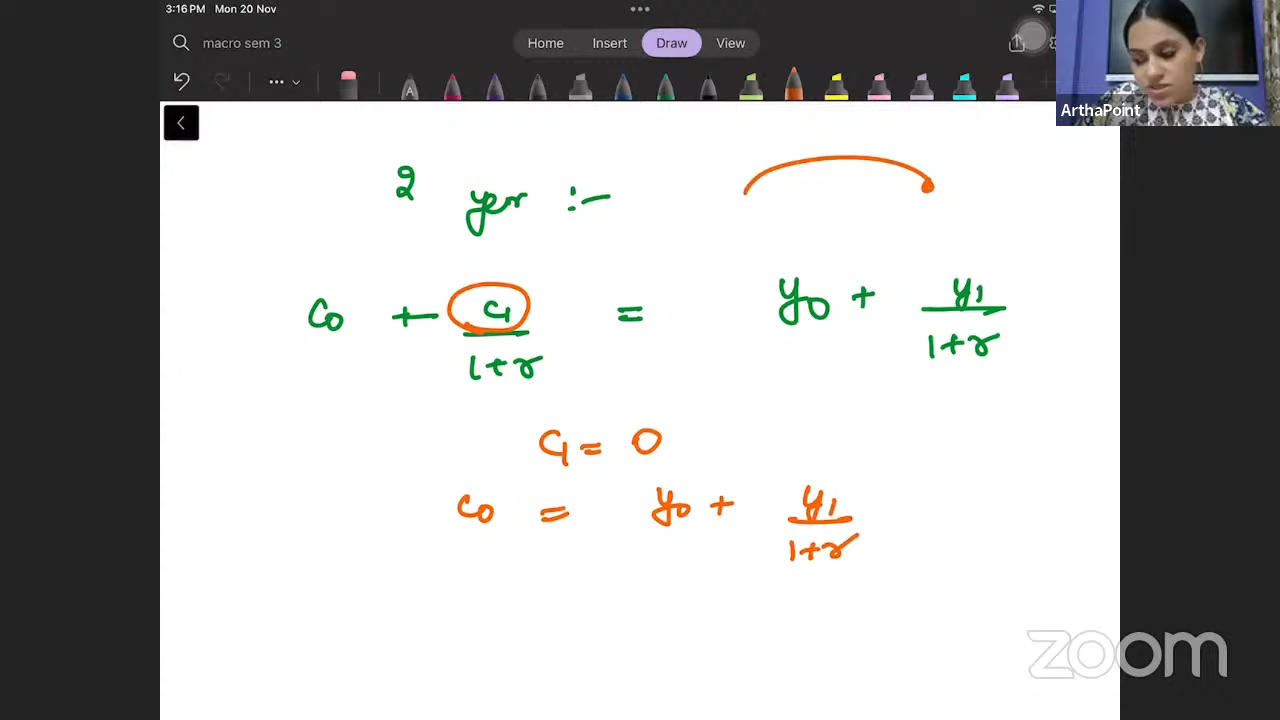 3:16 PM Mon 20 Nov
macro sem 3
Home Insert Draw View
A
ArthaPoint
2 year :-
c₀ + c₁/1+r = y₀ + y₁/1+r
c₁ = 0
c₀ = y₀ + y₁/1+r
zoom